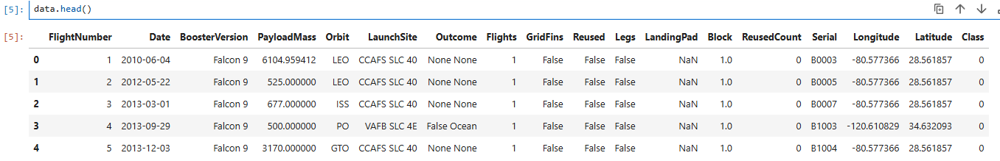 [5]: data.head()
[5]: FlightNumber Date BoosterVersion PayloadMass Orbit LaunchSite Outcome Flights GridFins Reused Legs LandingPad Block ReusedCount Serial Longitude Latitude Class
0 1 2010-06-04 Falcon 9 6104.959412 LEO CCAFS SLC 40 None None 1 False False False NaN 1.0 0 B0003 -80.577366 28.561857 0
1 2 2012-05-22 Falcon 9 525.000000 LEO CCAFS SLC 40 None None 1 False False False NaN 1.0 0 B0005 -80.577366 28.561857 0
2 3 2013-03-01 Falcon 9 677.000000 ISS CCAFS SLC 40 None None 1 False False False NaN 1.0 0 B0007 -80.577366 28.561857 0
3 4 2013-09-29 Falcon 9 500.000000 PO VAFB SLC 4E False Ocean 1 False False False NaN 1.0 0 B1003 -120.610829 34.632093 0
4 5 2013-12-03 Falcon 9 3170.000000 GTO CCAFS SLC 40 None None 1 False False False NaN 1.0 0 B1004 -80.577366 28.561857 0